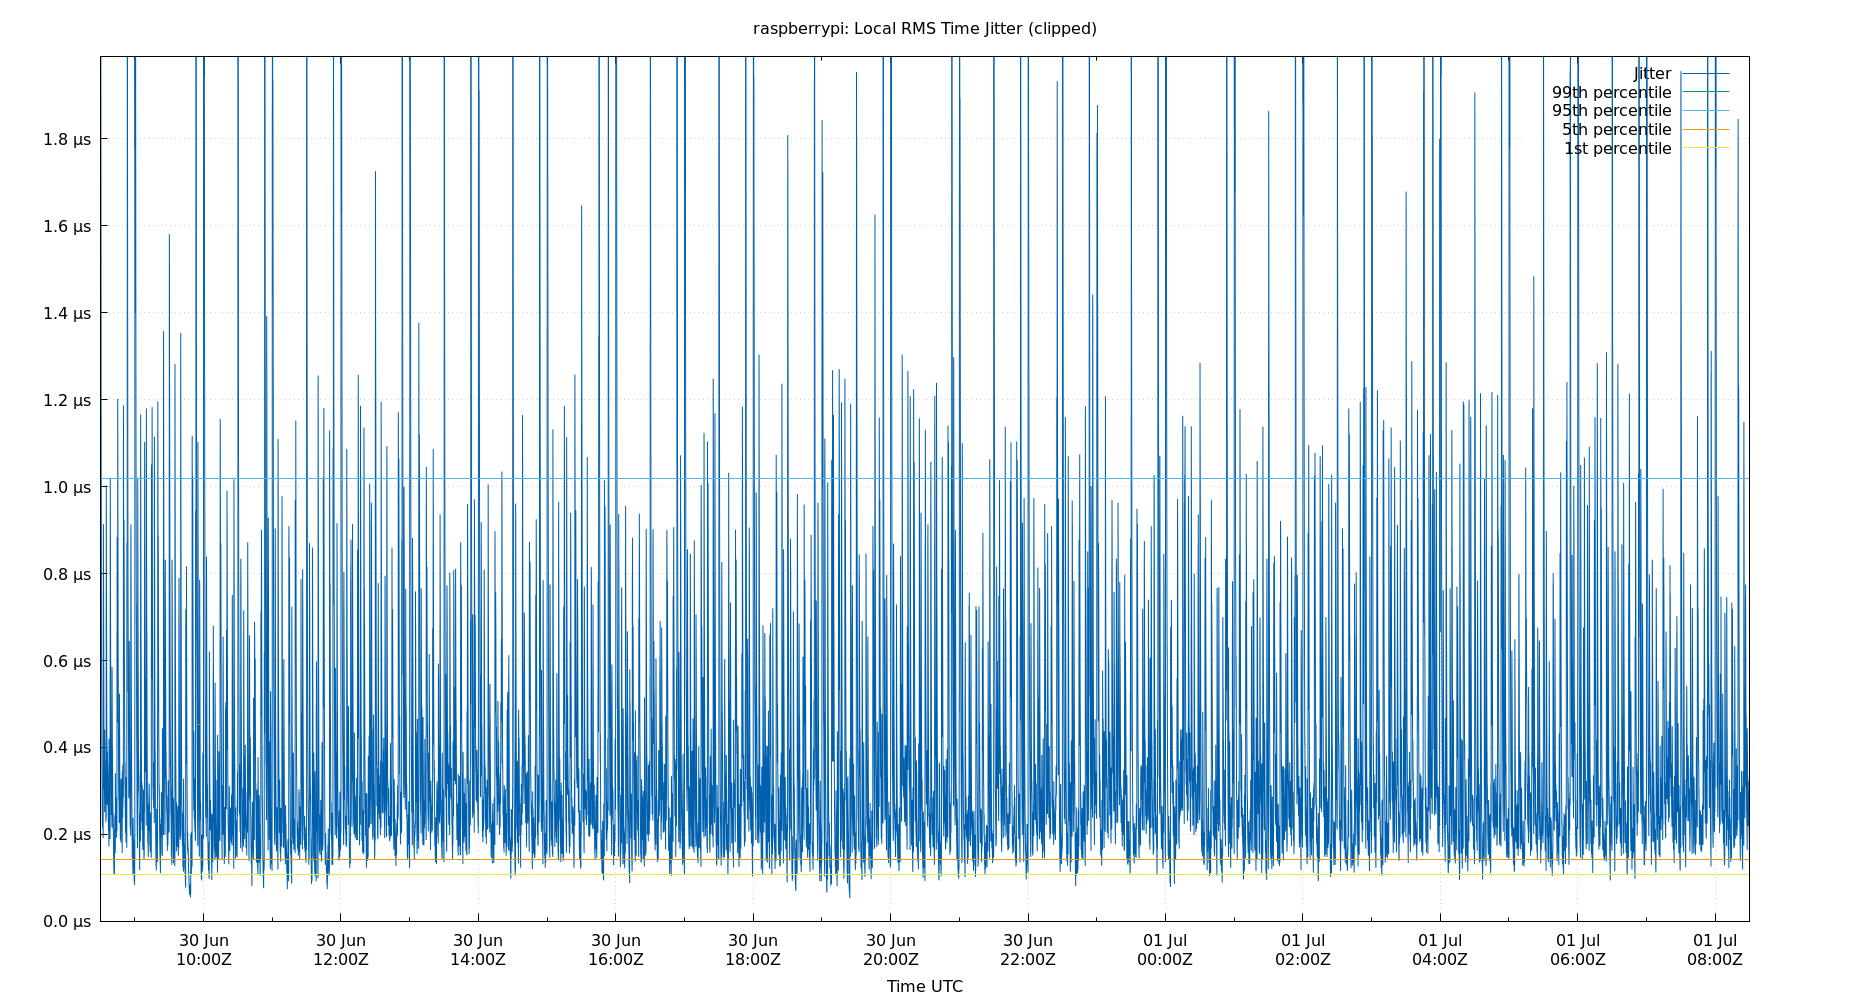 raspberrypi: Local RMS Time Jitter (clipped)
Jitter
99th percentile
95th percentile
5th percentile
1st percentile
1.8 µs
1.6 µs
1.4 µs
1.2 µs
1.0 µs
0.8 µs
0.6 µs
0.4 µs
0.2 µs
0.0 µs
30 Jun 30 Jun 30 Jun 30 Jun 30 Jun 30 Jun 30 Jun 01 Jul 01 Jul 01 Jul 01 Jul 01 Jul
10:00Z 12:00Z 14:00Z 16:00Z 18:00Z 20:00Z 22:00Z 00:00Z 02:00Z 04:00Z 06:00Z 08:00Z
Time UTC